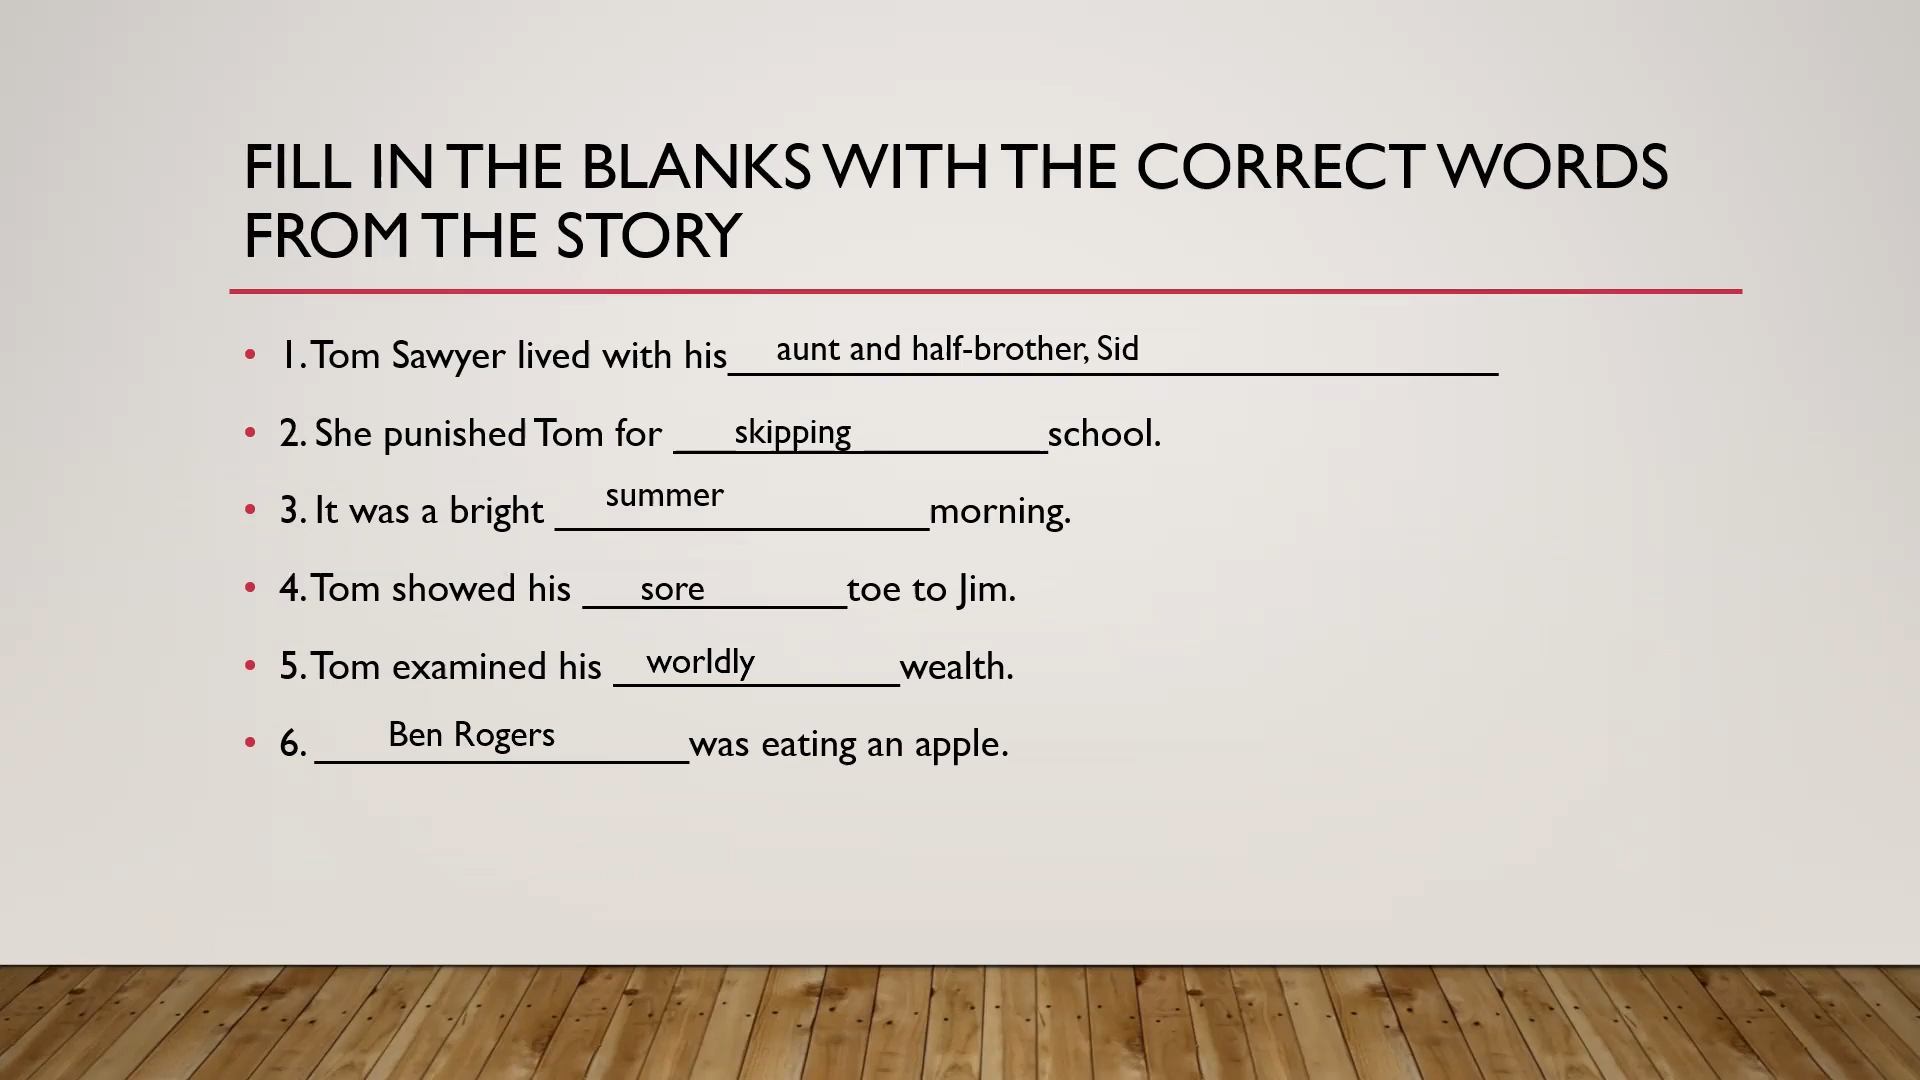 FILL IN THE BLANKS WITH THE CORRECT WORDS
FROM THE STORY
• 1. Tom Sawyer lived with his aunt and half-brother, Sid
• 2. She punished Tom for skipping school.
• 3. It was a bright summer morning.
• 4. Tom showed his sore toe to Jim.
• 5. Tom examined his worldly wealth.
• 6. Ben Rogers was eating an apple.